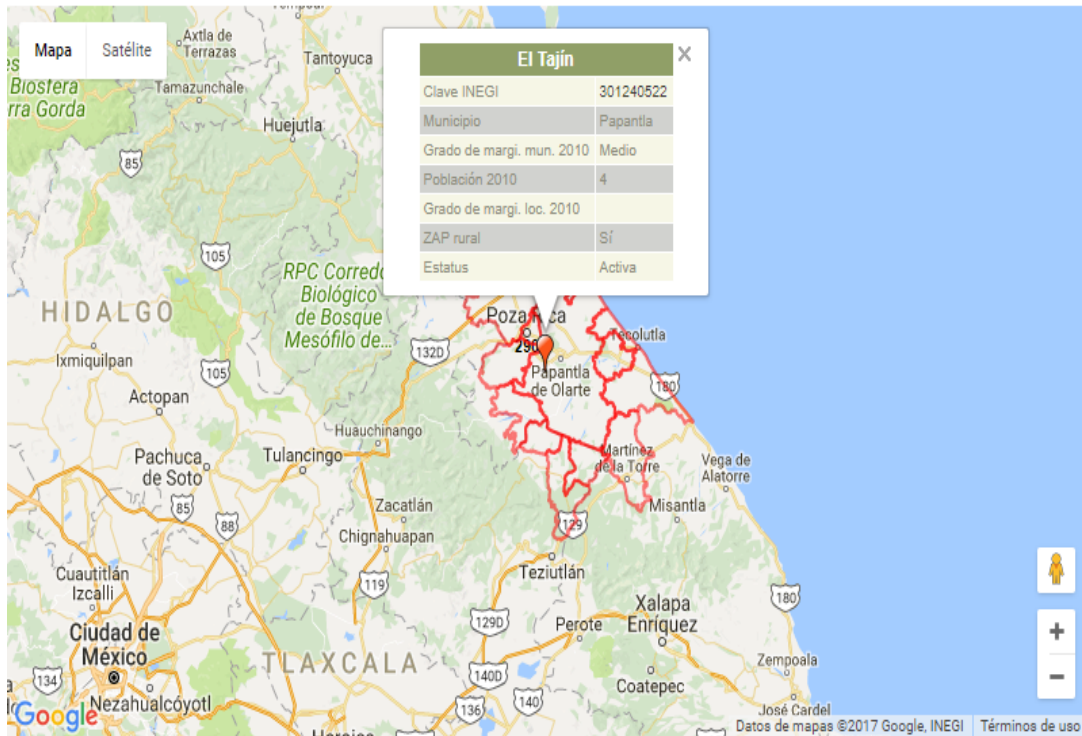 Mapa
Satélite
Axtla de
Terrazas
Tantoyuca
Biosfera
rra Gorda
Tamazunchale
Huejutla
85
El Tajín
×
Clave INEGI 301240522
Municipio Papantla
Grado de margi. mun. 2010 Medio
Población 2010 4
Grado de margi. loc. 2010
ZAP rural Sí
Estatus Activa
105
RPC Corredo
Biológico
de Bosque
Mesófilo de...
HIDALGO
Poza Rica
290
Tecolutla
132D
Ixmiquilpan
105
Papantla
de Olarte
180
Actopan
Huauchinango
Tulancingo
Pachuca
de Soto
Martínez
de la Torre
Vega de
Alatorre
85
88
Zacatlán
Misantla
Chignahuapan
129
Teziutlán
Cuautitlán
Izcalli
119
180
Xalapa
Enríquez
129D
Perote
Ciudad de
México
TLAXCALA
Zempoala
134
140D
Coatepec
Nezahualcóyotl
136
140
José Cardel
Google
Datos de mapas ©2017 Google, INEGI
Términos de uso
+
−